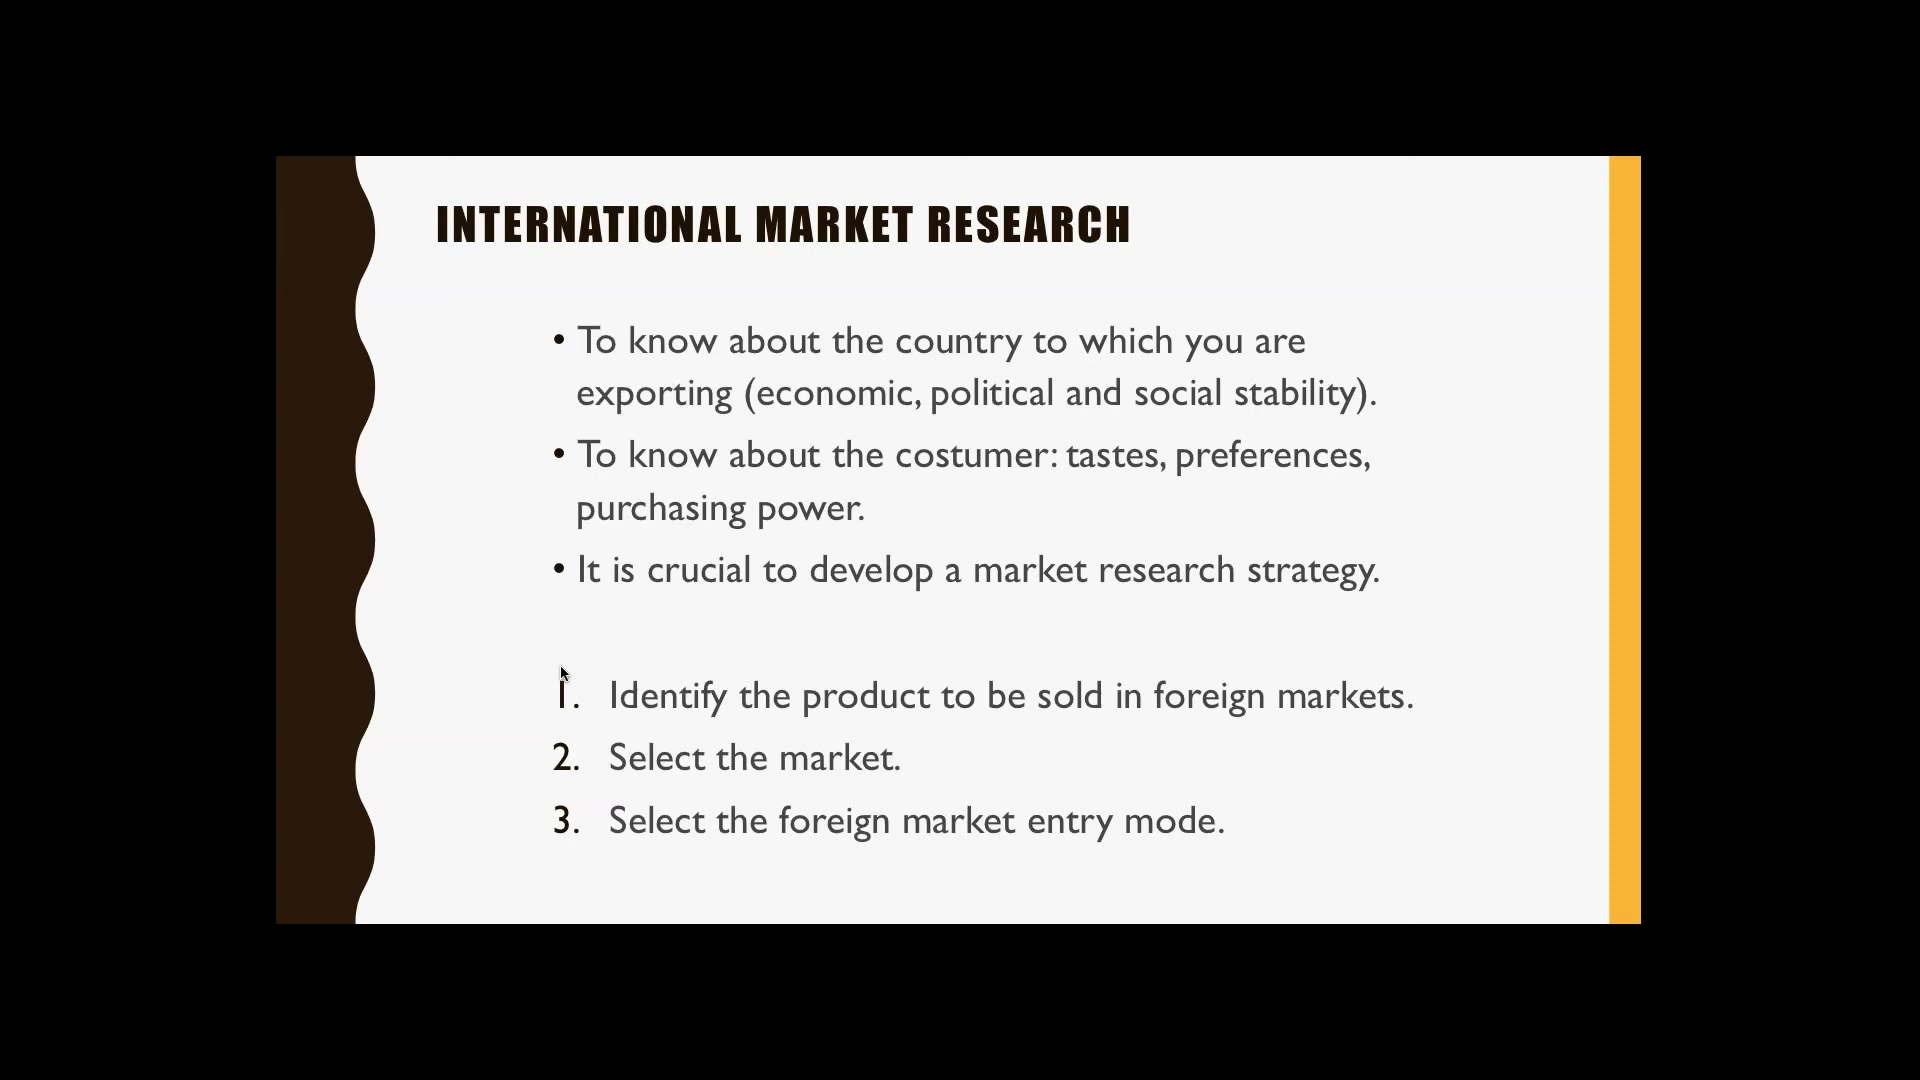 INTERNATIONAL MARKET RESEARCH
• To know about the country to which you are
exporting (economic, political and social stability).
• To know about the costumer: tastes, preferences,
purchasing power.
• It is crucial to develop a market research strategy.
1. Identify the product to be sold in foreign markets.
2. Select the market.
3. Select the foreign market entry mode.